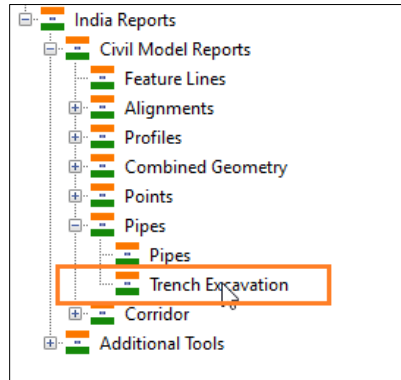 India Reports
Civil Model Reports
Feature Lines
Alignments
Profiles
Combined Geometry
Points
Pipes
Pipes
Trench Excavation
Corridor
Additional Tools